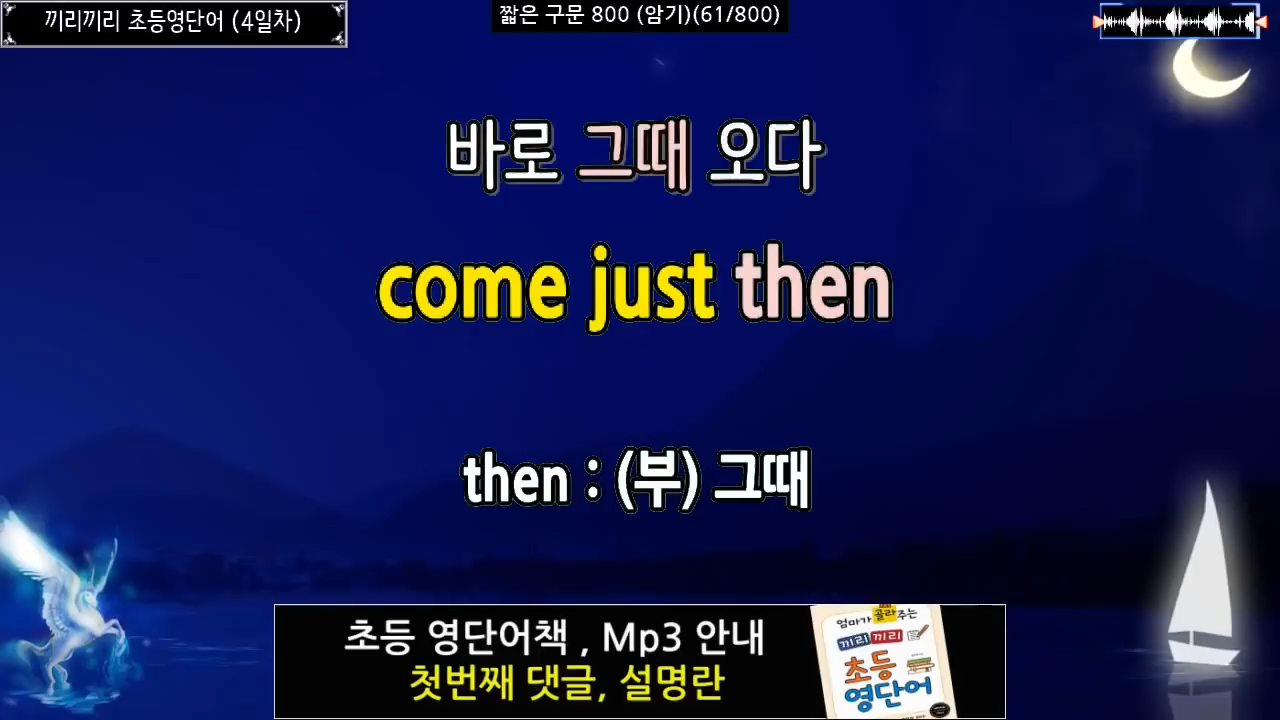 끼리끼리 초등영단어 (4일차)
짧은 구문 800 (암기)(61/800)
바로 그때 오다
come just then
then : (부) 그때
초등 영단어책 , Mp3 안내
첫번째 댓글, 설명란
엄마가 골라주는
끼리끼리
초등
영단어